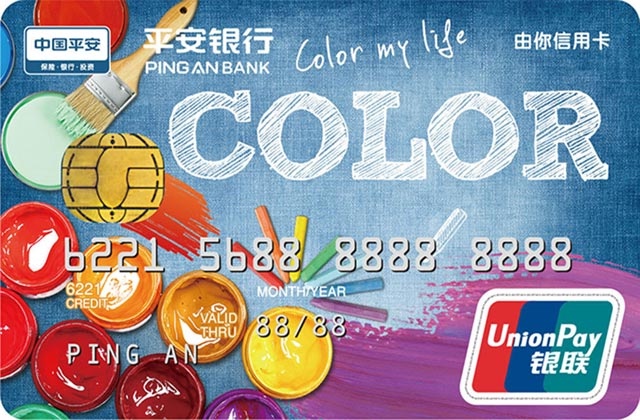 中国平安
保险·银行·投资
平安银行
PING AN BANK
Color my life
由你信用卡
COLOR
6221 5688 8888 8888
6221
CREDIT
MONTH/YEAR
VALID
THRU
88/88
PING AN
UnionPay
银联